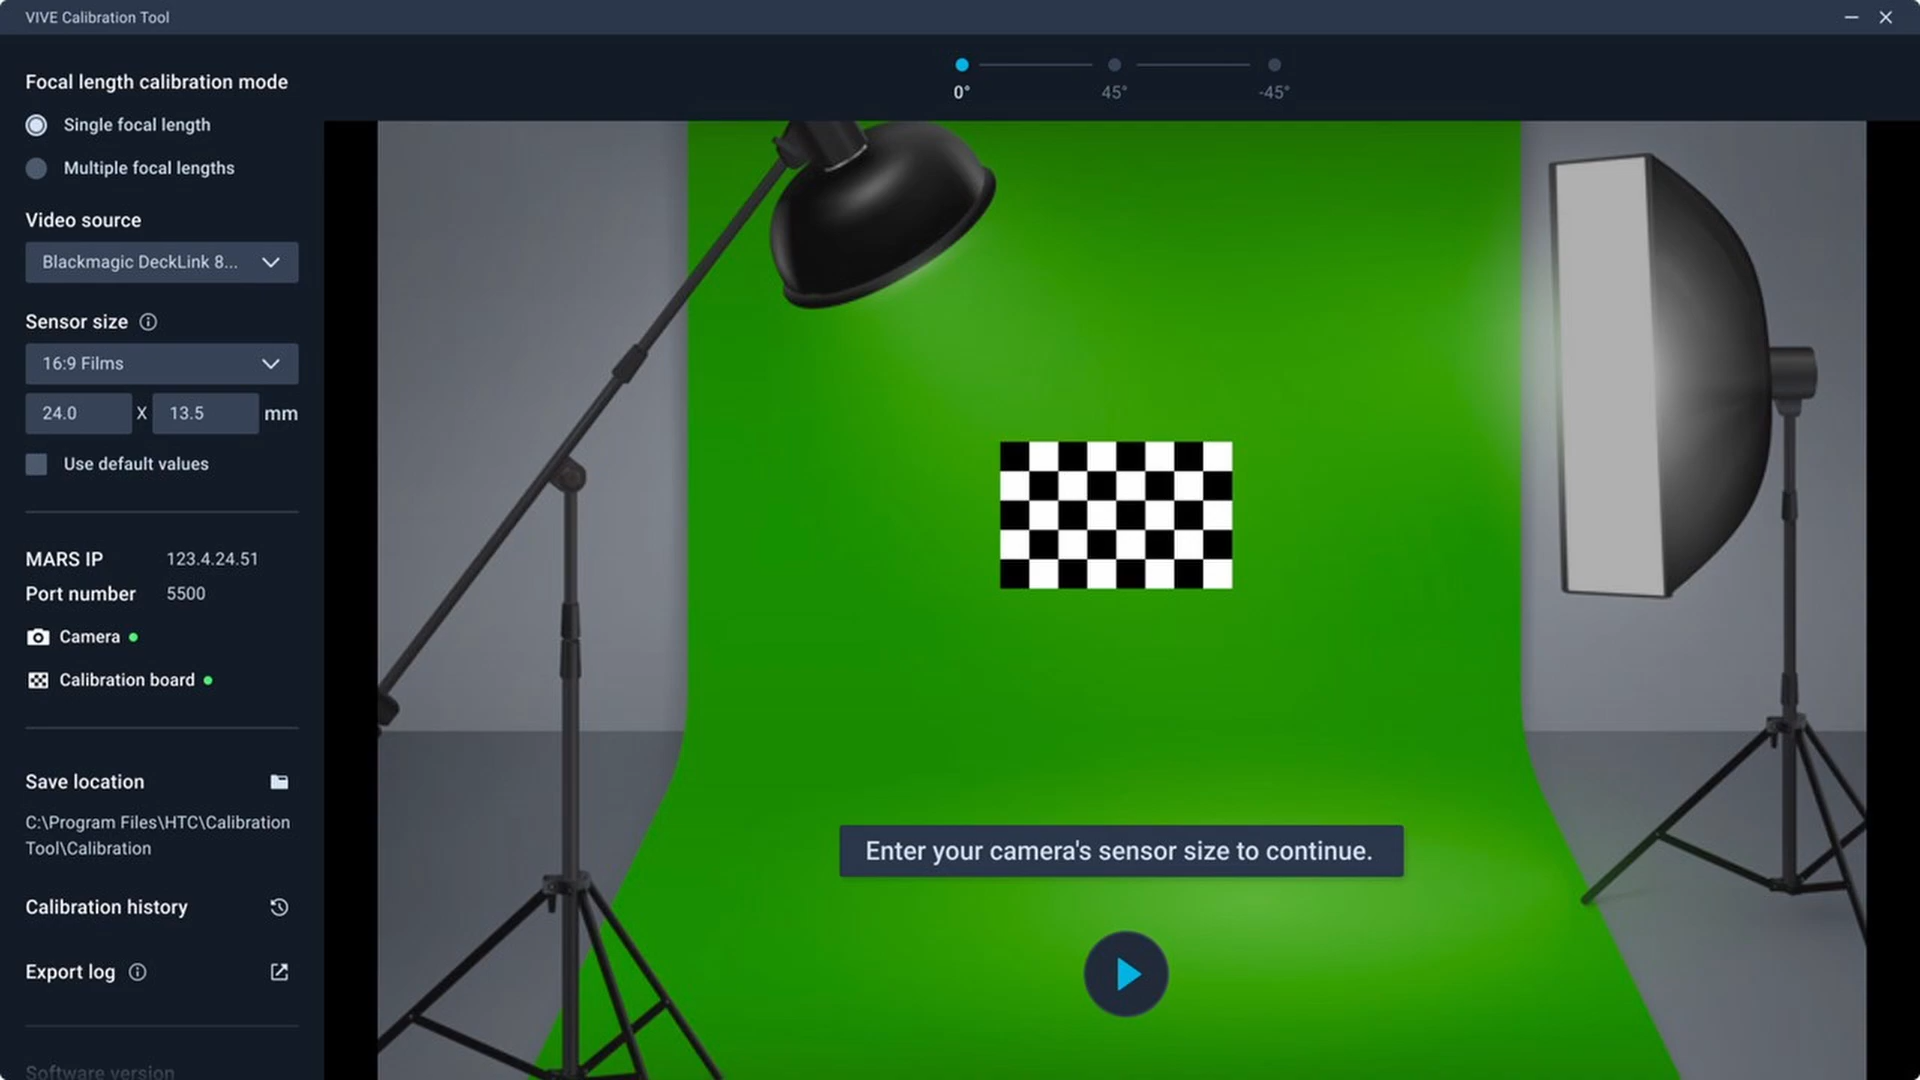 VIVE Calibration Tool
Focal length calibration mode
Single focal length
Multiple focal lengths
Video source
Blackmagic DeckLink 8...
Sensor size
16:9 Films
24.0 X 13.5 mm
Use default values
MARS IP 123.4.24.51
Port number 5500
Camera
Calibration board
Save location
C:\Program Files\HTC\Calibration
Tool\Calibration
Calibration history
Export log
Software version
0° 45° -45°
Enter your camera's sensor size to continue.